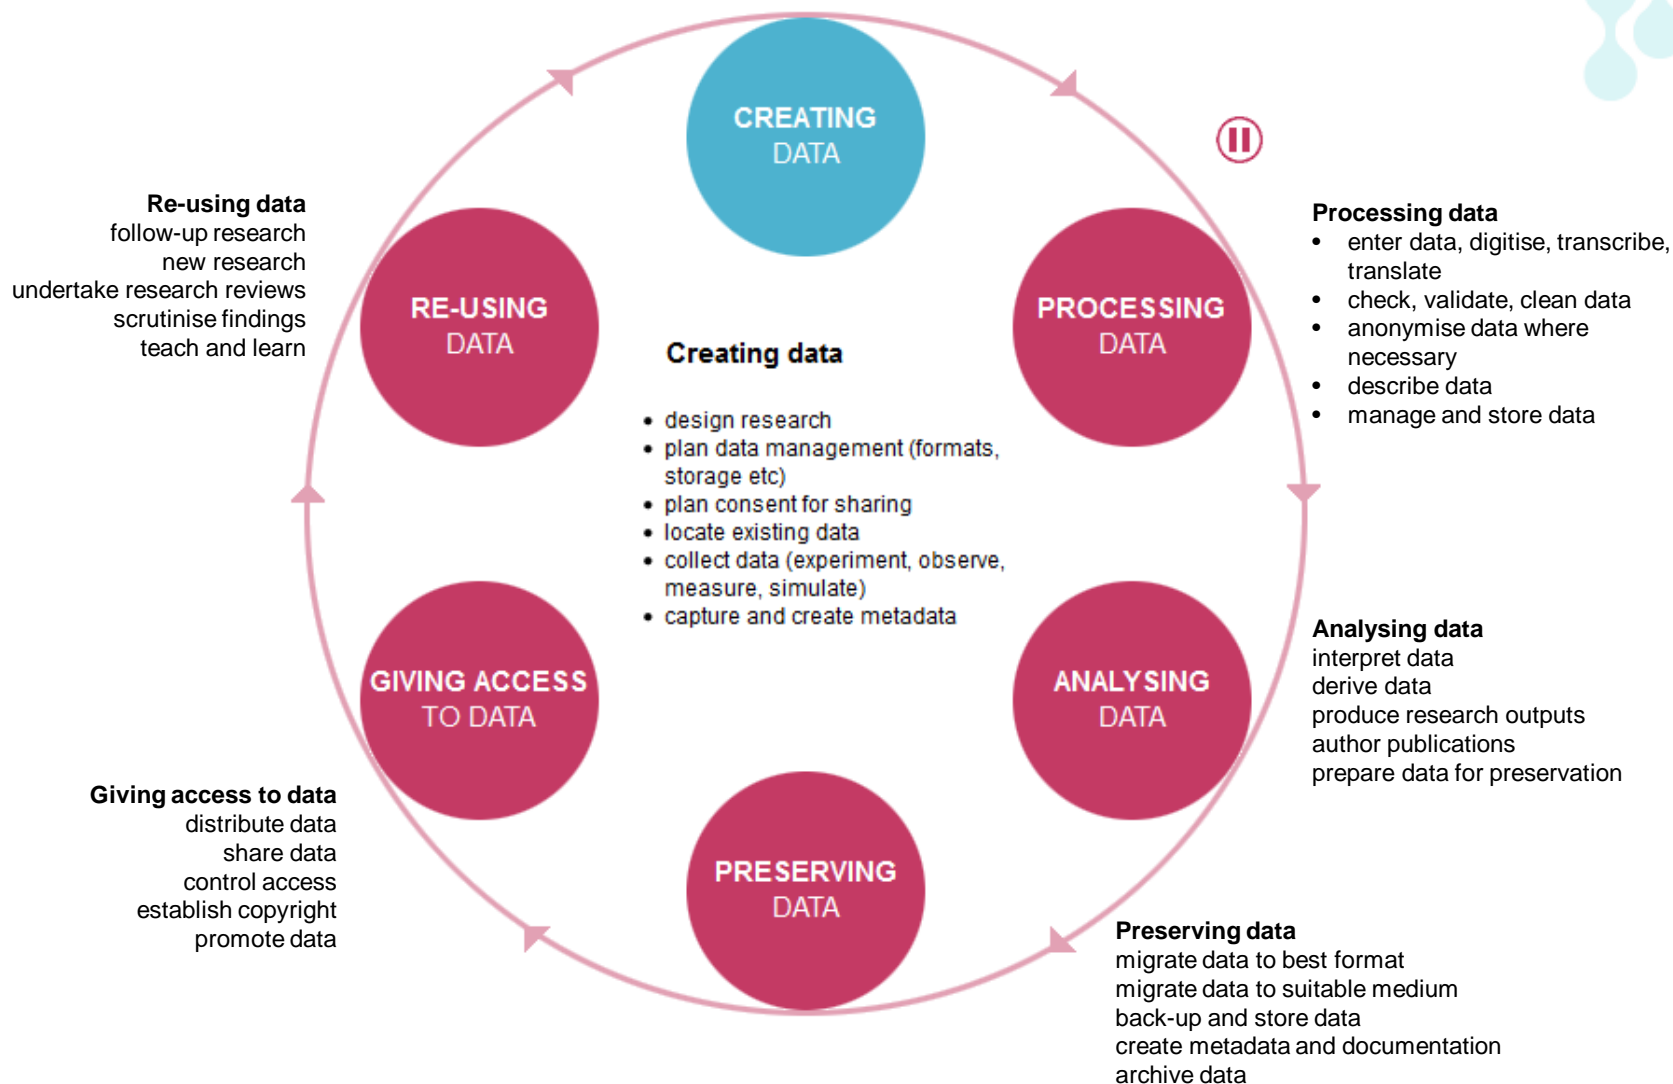 CREATING
DATA
PROCESSING
DATA
ANALYSING
DATA
PRESERVING
DATA
GIVING ACCESS
TO DATA
RE-USING
DATA
Creating data
• design research
• plan data management (formats,
storage etc)
• plan consent for sharing
• locate existing data
• collect data (experiment, observe,
measure, simulate)
• capture and create metadata
Processing data
• enter data, digitise, transcribe,
translate
• check, validate, clean data
• anonymise data where
necessary
• describe data
• manage and store data
Analysing data
interpret data
derive data
produce research outputs
author publications
prepare data for preservation
Preserving data
migrate data to best format
migrate data to suitable medium
back-up and store data
create metadata and documentation
archive data
Giving access to data
distribute data
share data
control access
establish copyright
promote data
Re-using data
follow-up research
new research
undertake research reviews
scrutinise findings
teach and learn